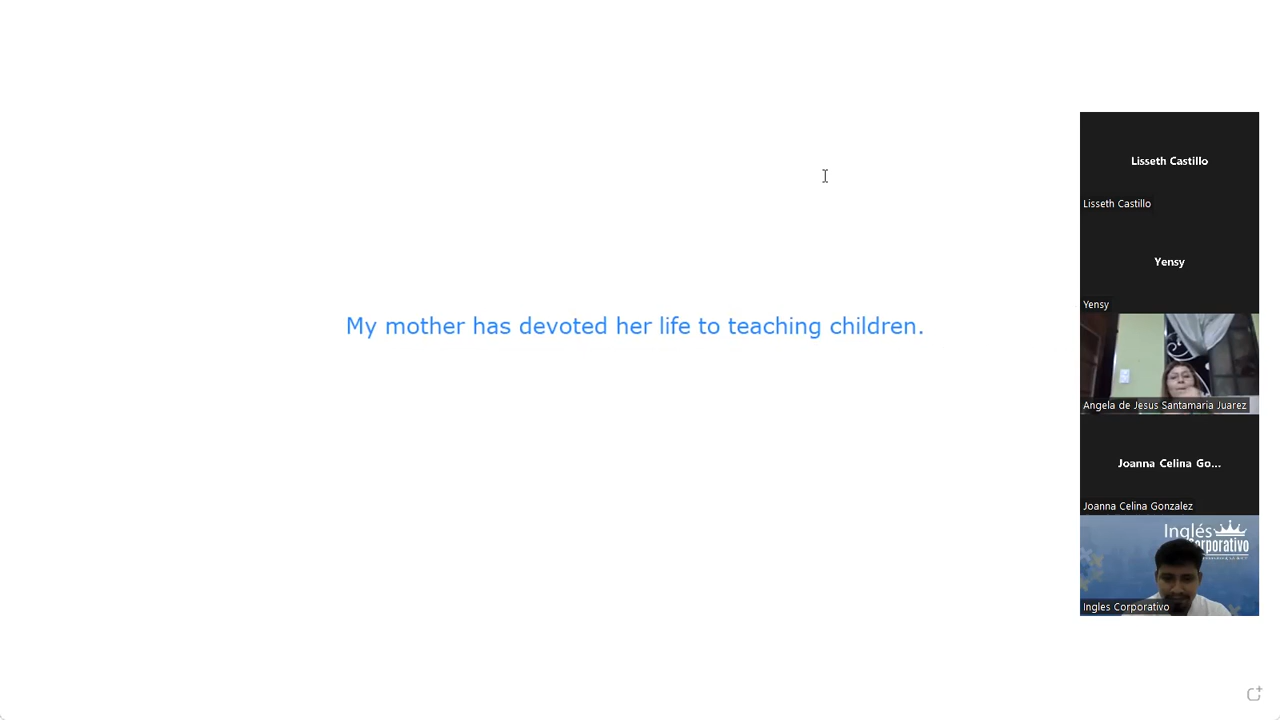 My mother has devoted her life to teaching children.
Lisseth Castillo
Lisseth Castillo
Yensy
Yensy
Angela de Jesus Santamaria Juarez
Joanna Celina Go...
Joanna Celina Gonzalez
Inglés
Corporativo
Ingles Corporativo